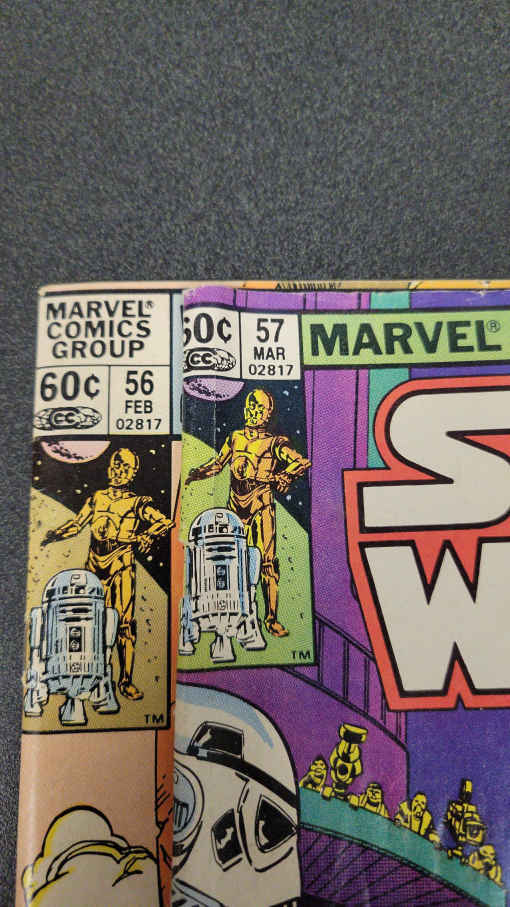 MARVEL®
COMICS
GROUP
60¢
56
FEB
02817
CC
TM
60¢
57
MAR
02817
CC
MARVEL®
TM
S
W